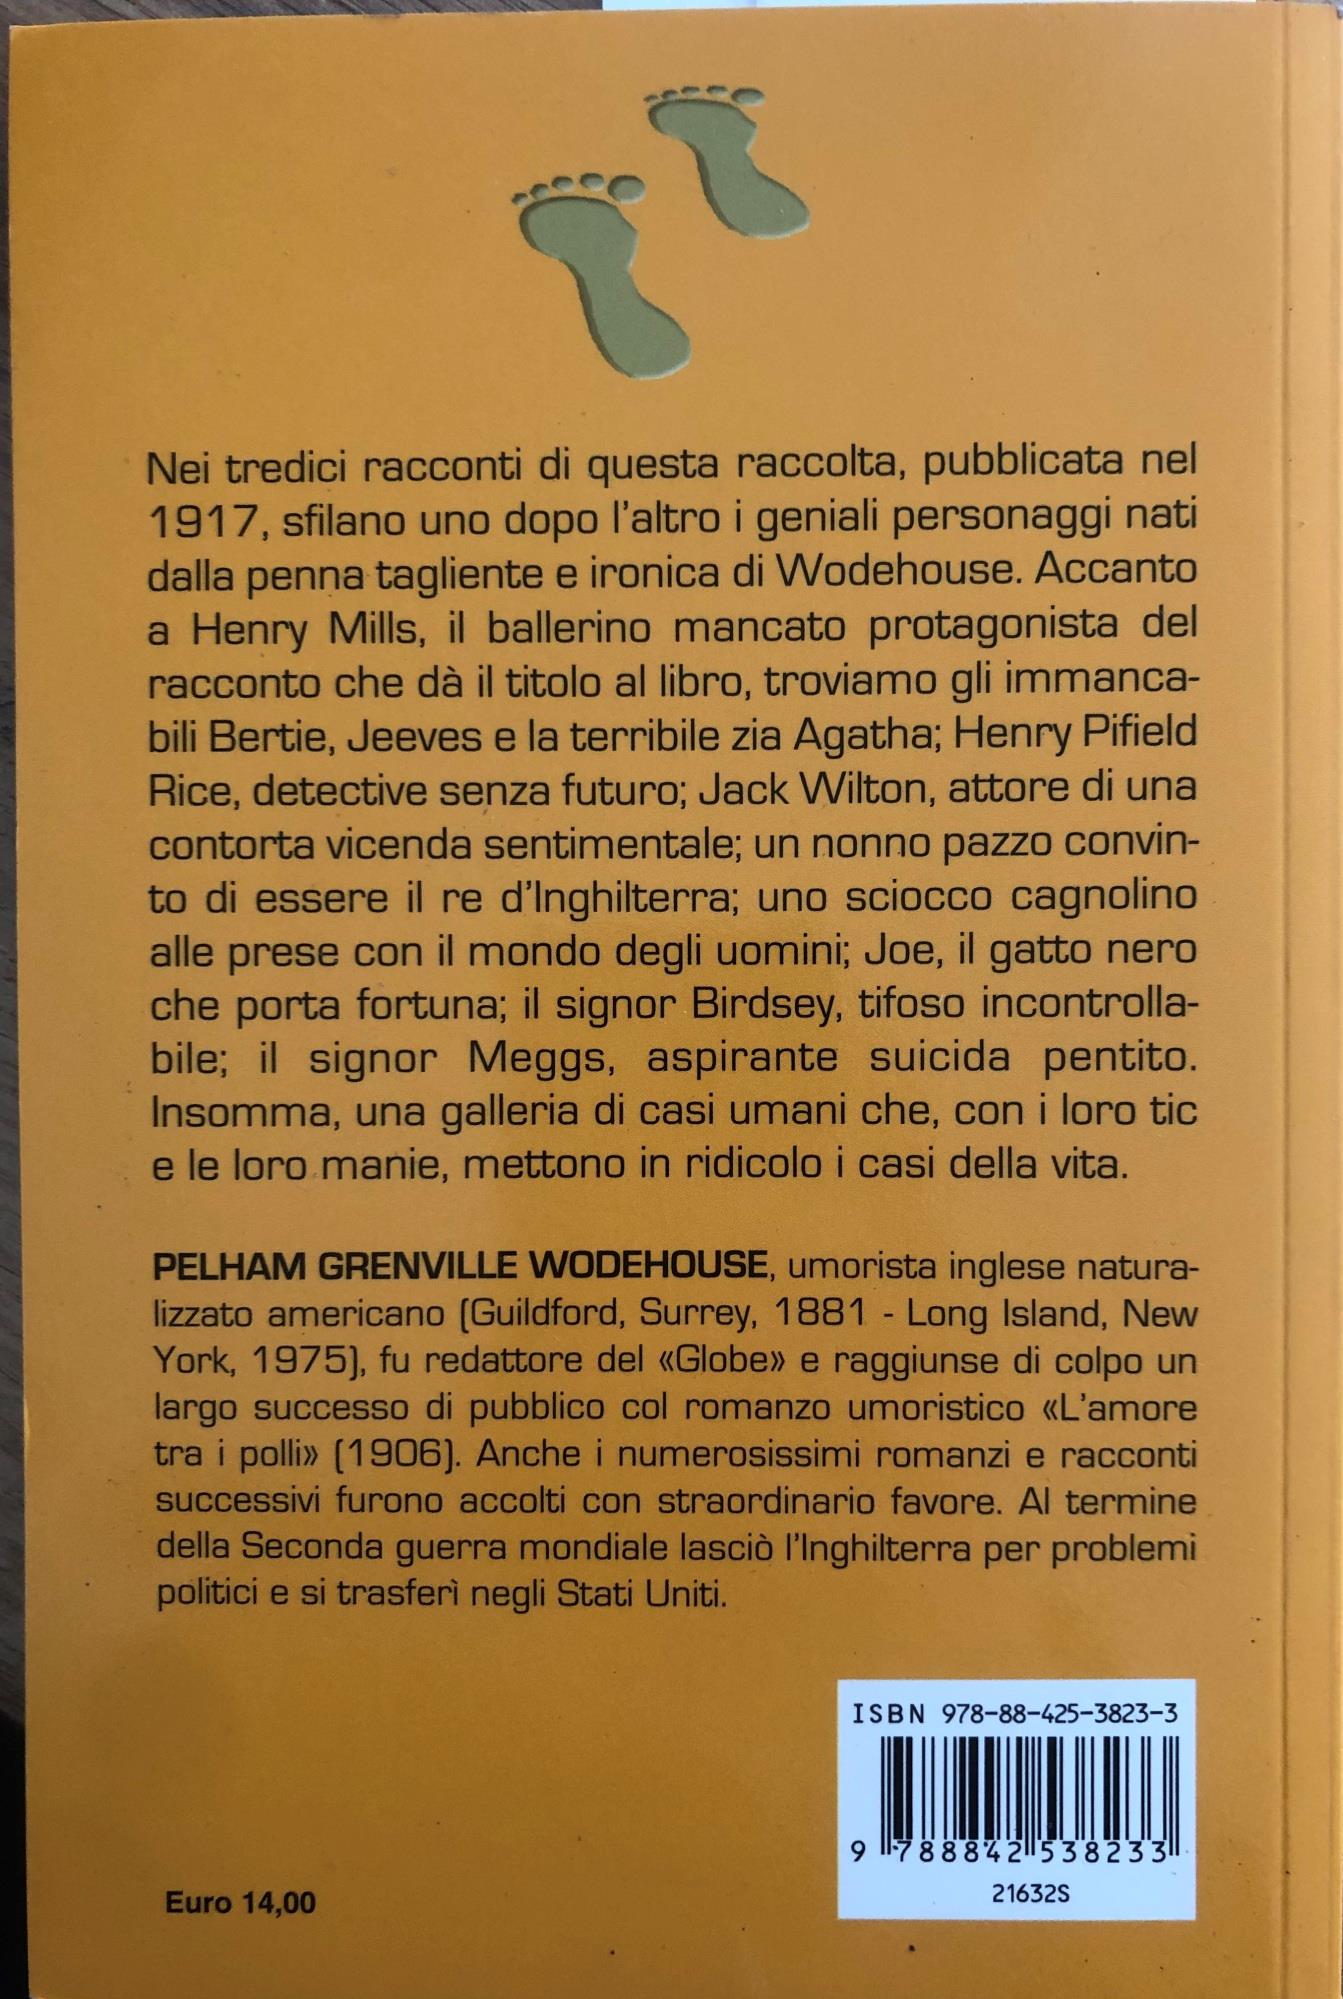 Nei tredici racconti di questa raccolta, pubblicata nel
1917, sfilano uno dopo l'altro i geniali personaggi nati
dalla penna tagliente e ironica di Wodehouse. Accanto
a Henry Mills, il ballerino mancato protagonista del
racconto che dà il titolo al libro, troviamo gli immanca-
bili Bertie, Jeeves e la terribile zia Agatha; Henry Pifield
Rice, detective senza futuro; Jack Wilton, attore di una
contorta vicenda sentimentale; un nonno pazzo convin-
to di essere il re d'Inghilterra; uno sciocco cagnolino
alle prese con il mondo degli uomini; Joe, il gatto nero
che porta fortuna; il signor Birdsey, tifoso incontrolla-
bile; il signor Meggs, aspirante suicida pentito.
Insomma, una galleria di casi umani che, con i loro tic
e le loro manie, mettono in ridicolo i casi della vita.
PELHAM GRENVILLE WODEHOUSE, umorista inglese natura-
lizzato americano (Guildford, Surrey, 1881 - Long Island, New
York, 1975), fu redattore del «Globe» e raggiunse di colpo un
largo successo di pubblico col romanzo umoristico «L'amore
tra i polli» (1906). Anche i numerosissimi romanzi e racconti
successivi furono accolti con straordinario favore. Al termine
della Seconda guerra mondiale lasciò l'Inghilterra per problemi
politici e si trasferì negli Stati Uniti.
ISBN 978-88-425-3823-3
9 788842 538233
21632S
Euro 14,00